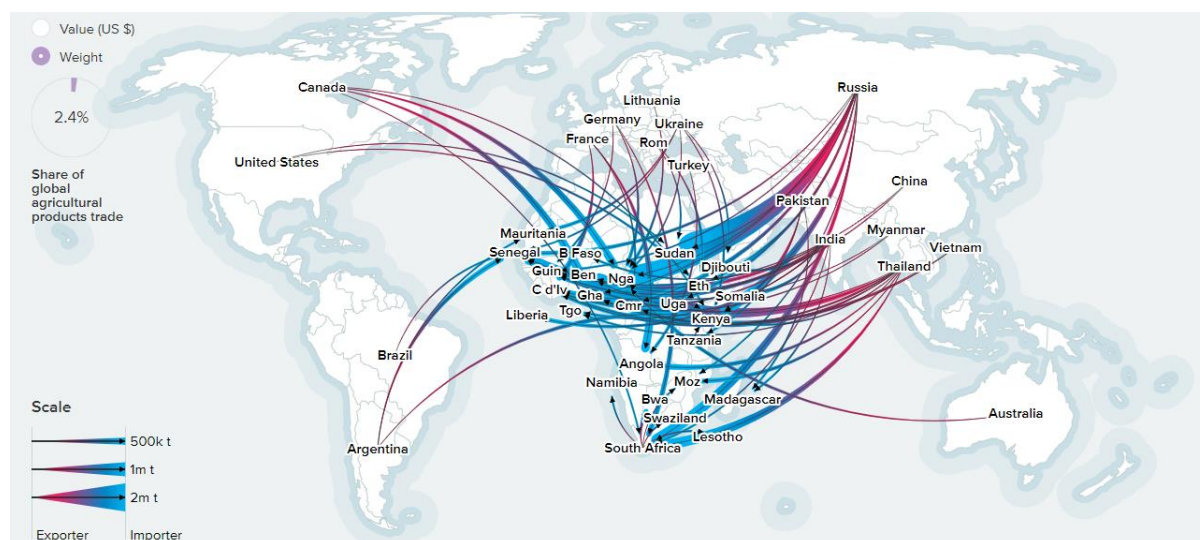 Value (US $)
Weight
2.4%
Share of
global
agricultural
products trade
Canada
United States
Mauritania
Senegal
B Faso
Guin
Ben
Nga
C d'Iv
Gha
Cmr
Tgo
Liberia
Brazil
Argentina
Lithuania
Germany
Ukraine
France
Rom
Turkey
Russia
China
Pakistan
India
Myanmar
Vietnam
Thailand
Sudan
Djibouti
Eth
Somalia
Uga
Kenya
Tanzania
Angola
Namibia
Moz
Bwa
Madagascar
Swaziland
South Africa
Lesotho
Australia
Scale
500k t
1m t
2m t
Exporter
Importer